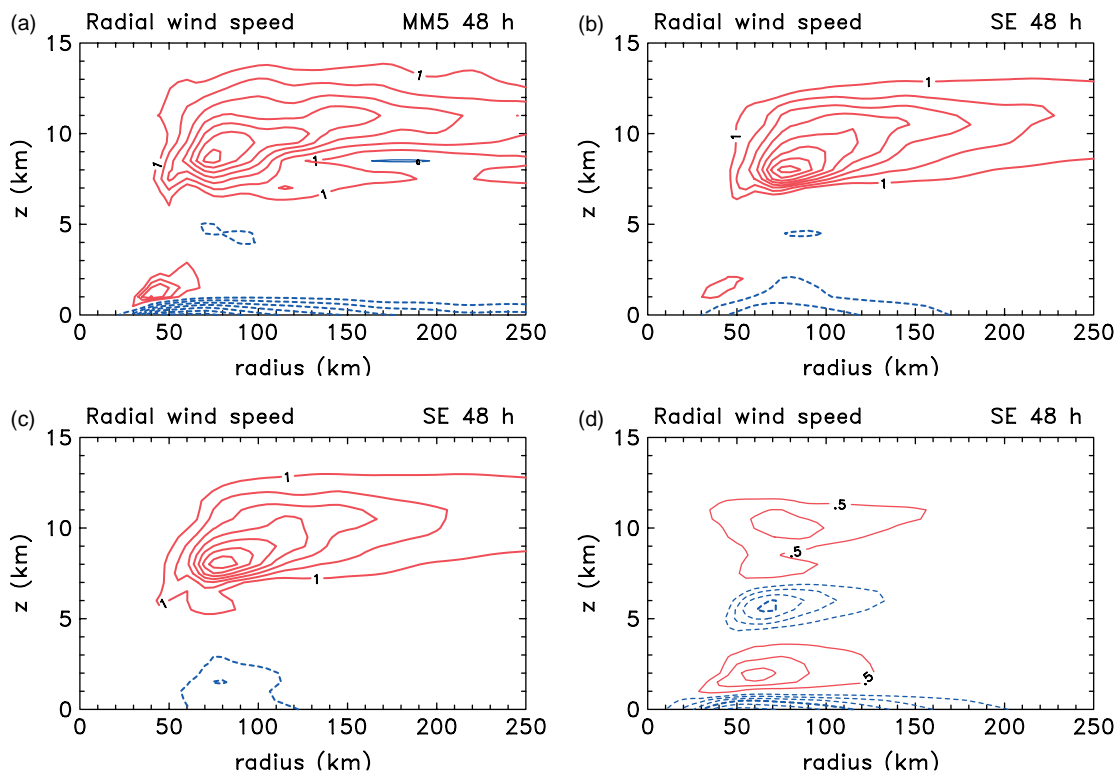 (a) Radial wind speed MM5 48 h
15
10
5
0
z (km)
1
1
1
1
0
0 50 100 150 200 250
radius (km)
(b) Radial wind speed SE 48 h
15
10
5
0
z (km)
1
1
1
0 50 100 150 200 250
radius (km)
(c) Radial wind speed SE 48 h
15
10
5
0
z (km)
1
1
1
0 50 100 150 200 250
radius (km)
(d) Radial wind speed SE 48 h
15
10
5
0
z (km)
.5
.5
.5
0 50 100 150 200 250
radius (km)